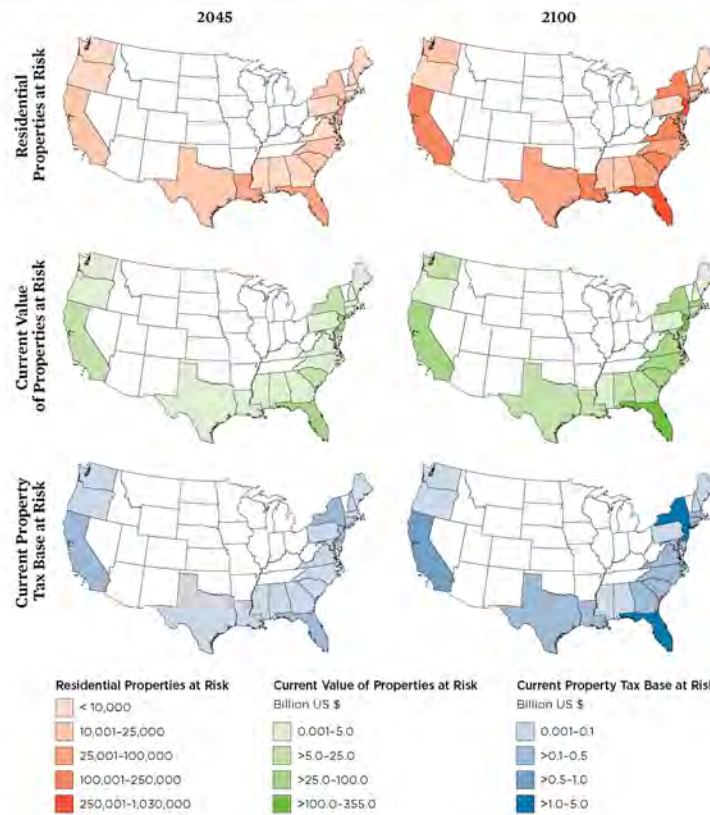 2045
2100
Residential
Properties at Risk
Current Value
of Properties at Risk
Current Property
Tax Base at Risk
Residential Properties at Risk
< 10,000
10,001–25,000
25,001–100,000
100,001–250,000
250,001–1,030,000
Current Value of Properties at Risk
Billion US $
0.001–5.0
>5.0–25.0
>25.0–100.0
>100.0–355.0
Current Property Tax Base at Risk
Billion US $
0.001–0.1
>0.1–0.5
>0.5–1.0
>1.0–5.0